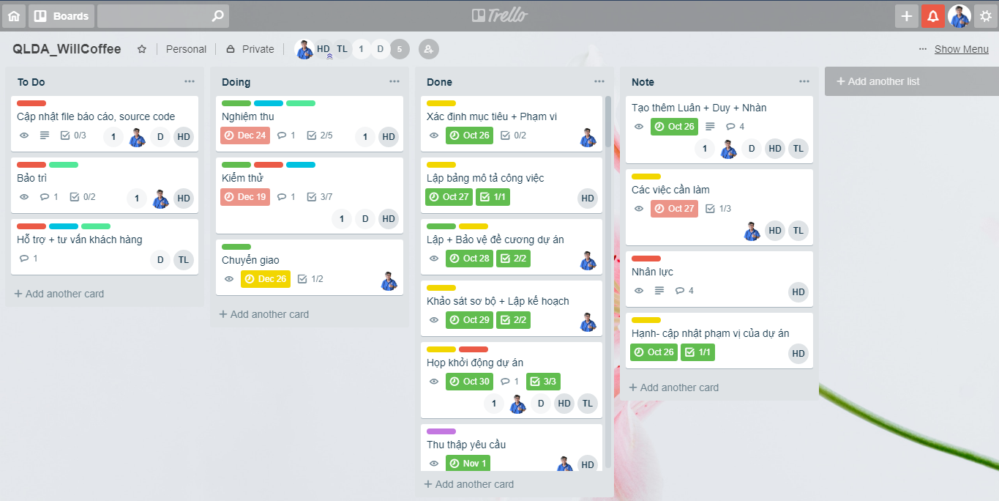 Boards
Trello
QLDA_WillCoffee
Personal
Private
HD TL 1 D 5
... Show Menu
To Do ...
Cập nhật file báo cáo, source code
0/3 1 D HD
Bảo trì
1 0/2 1 HD
Hỗ trợ + tư vấn khách hàng
1 D TL
+ Add another card
Doing ...
Nghiệm thu
Dec 24 1 2/5 1 HD
Kiểm thử
Dec 19 1 3/7
1 D HD
Chuyển giao
Dec 26 1/2
+ Add another card
Done ...
Xác định mục tiêu + Phạm vi
Oct 26 0/2
Lập bảng mô tả công việc
Oct 27 1/1 HD
Lập + Bảo vệ đề cương dự án
Oct 28 2/2
Khảo sát sơ bộ + Lập kế hoạch
Oct 29 2/2
Họp khởi động dự án
Oct 30 1 3/3
1 D HD TL
Thu thập yêu cầu
Nov 1 HD
+ Add another card
Note ...
Tạo thêm Luân + Duy + Nhàn
Oct 26 4
1 D HD TL
Các việc cần làm
Oct 27 1/3
HD TL
Nhân lực
4 HD
Hạnh- cập nhật phạm vị của dự án
Oct 26 1/1 HD
+ Add another card
+ Add another list